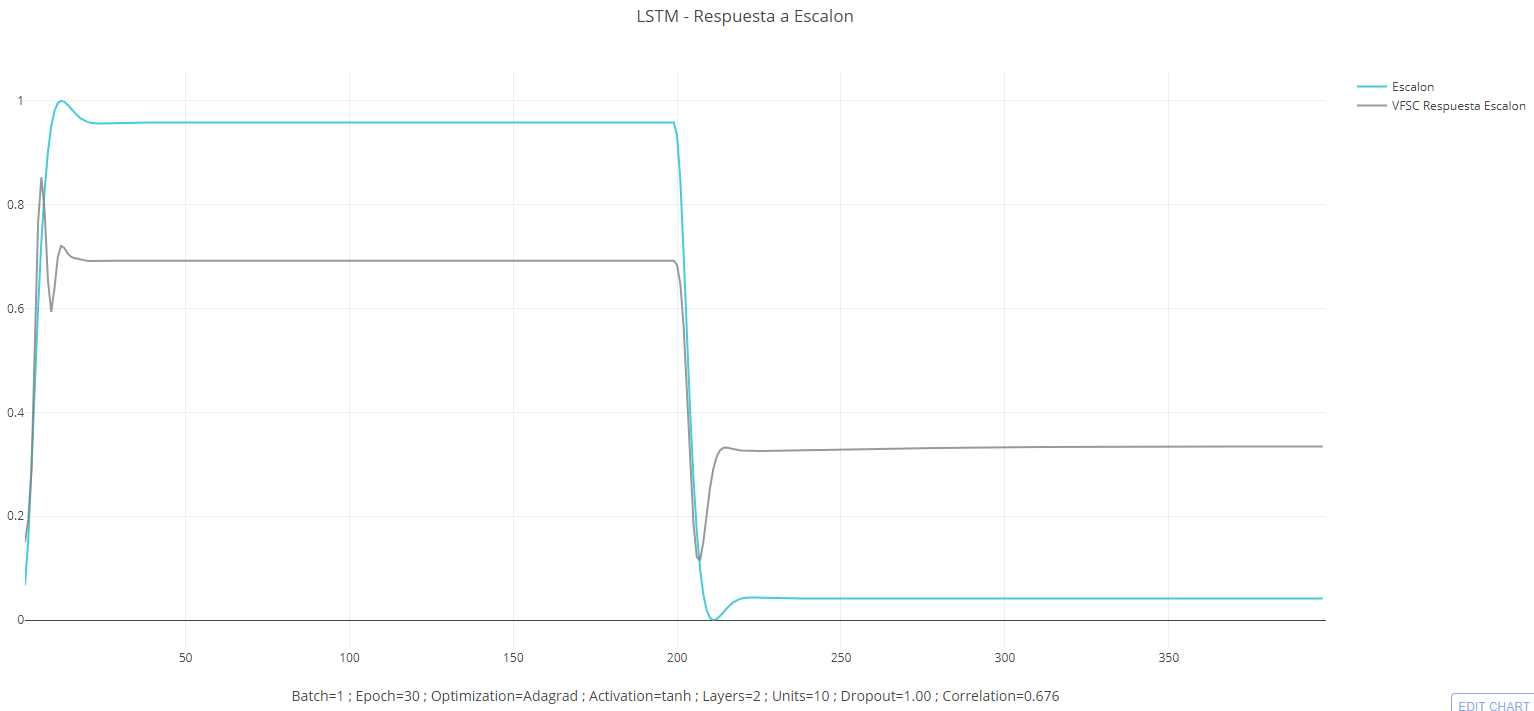 LSTM - Respuesta a Escalon
Escalon
VFSC Respuesta Escalon
1
0.8
0.6
0.4
0.2
0
50 100 150 200 250 300 350
Batch=1 ; Epoch=30 ; Optimization=Adagrad ; Activation=tanh ; Layers=2 ; Units=10 ; Dropout=1.00 ; Correlation=0.676
EDIT CHART